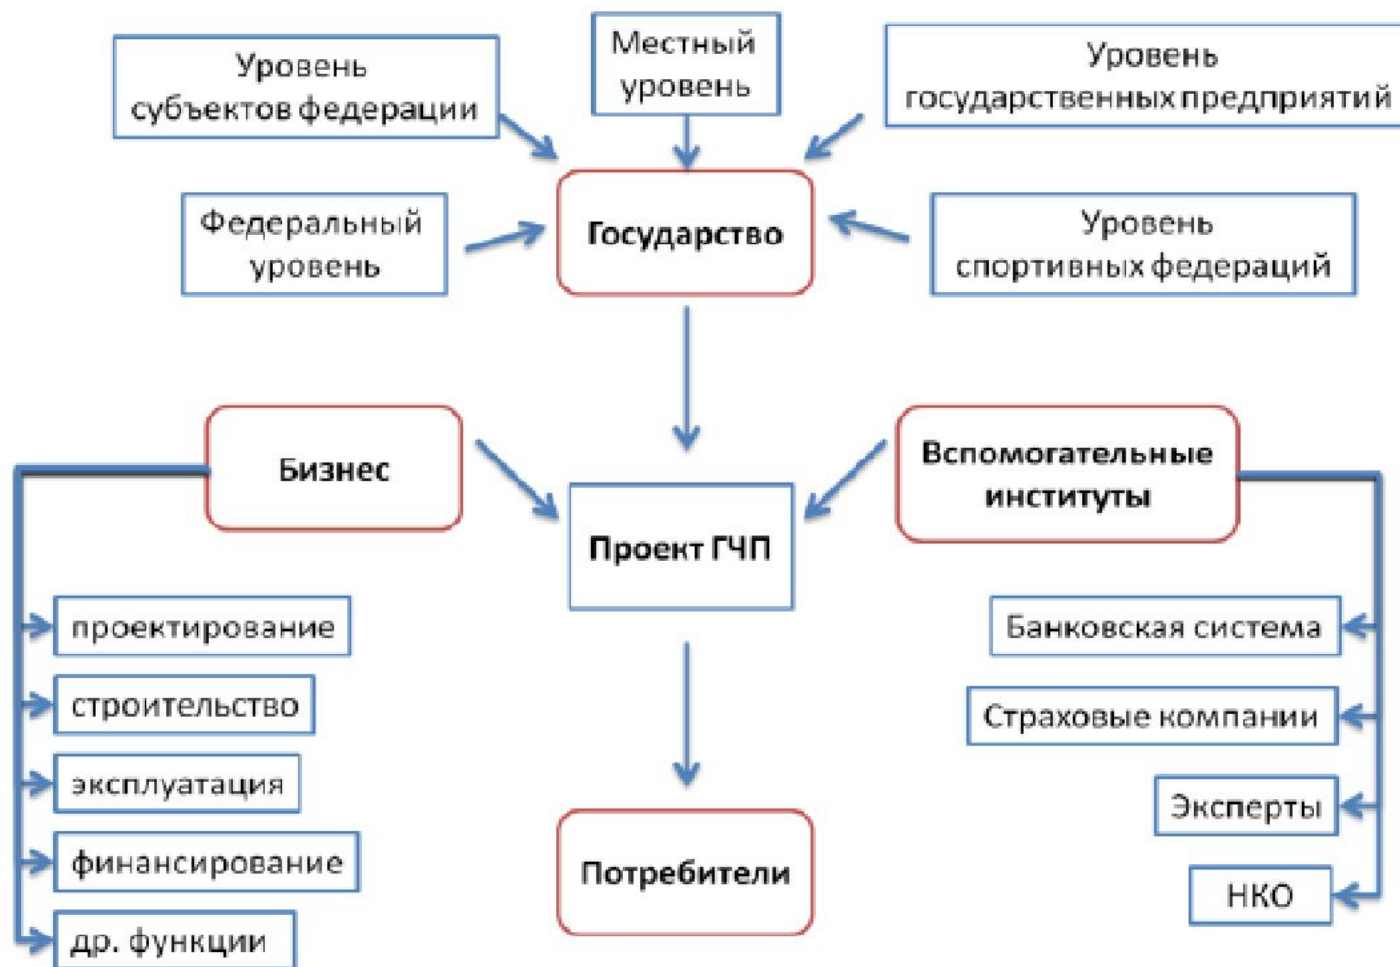 Уровень
субъектов федерации
Местный
уровень
Уровень
государственных предприятий
Федеральный
уровень
Государство
Уровень
спортивных федераций
Бизнес
Вспомогательные
институты
Проект ГЧП
проектирование
строительство
эксплуатация
финансирование
др. функции
Банковская система
Страховые компании
Эксперты
НКО
Потребители